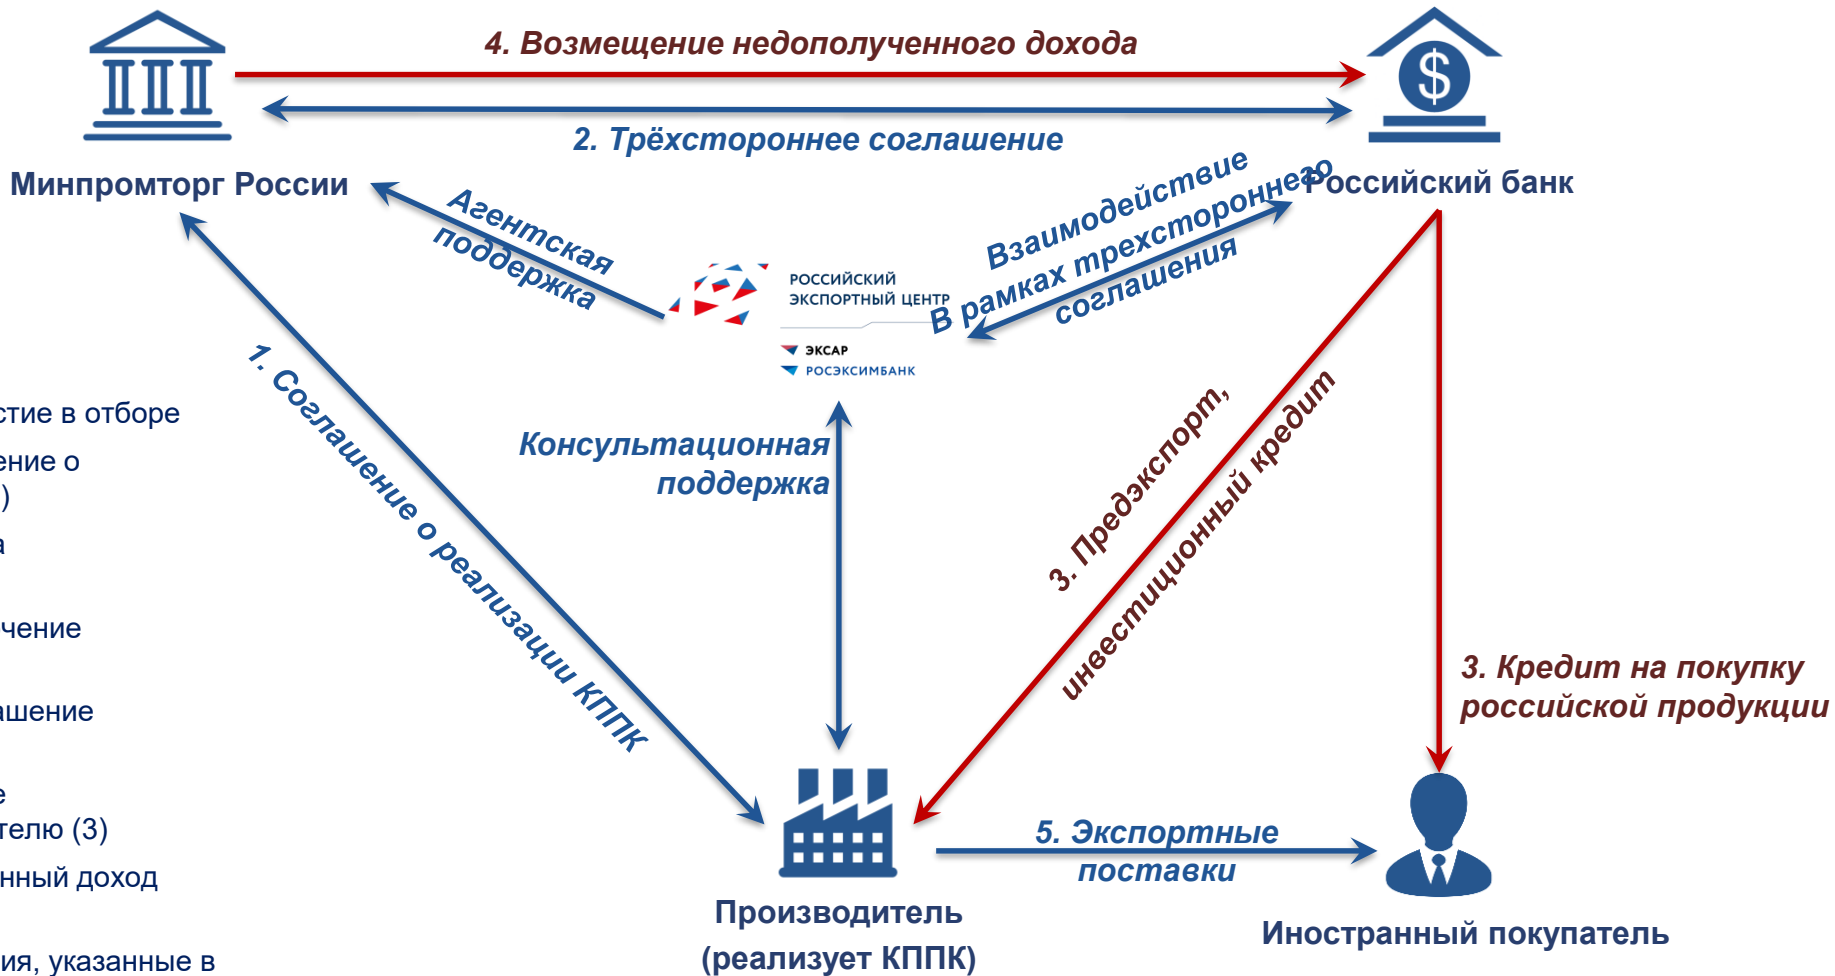 4. Возмещение недополученного дохода
2. Трёхстороннее соглашение
Минпромторг России
Российский банк
Агентская
поддержка
Взаимодействие
В рамках трехстороннего
соглашения
РОССИЙСКИЙ
ЭКСПОРТНЫЙ ЦЕНТР
ЭКСАР
РОСЭКСИМБАНК
1. Соглашение о реализации КППК
Консультационная
поддержка
3. Предэкспорт,
инвестиционный кредит
3. Кредит на покупку
российской продукции
стие в отборе
ение о
)
а
чение
ашение
е
телю (3)
нный доход
ия, указанные в
5. Экспортные
поставки
Производитель
(реализует КППК)
Иностранный покупатель